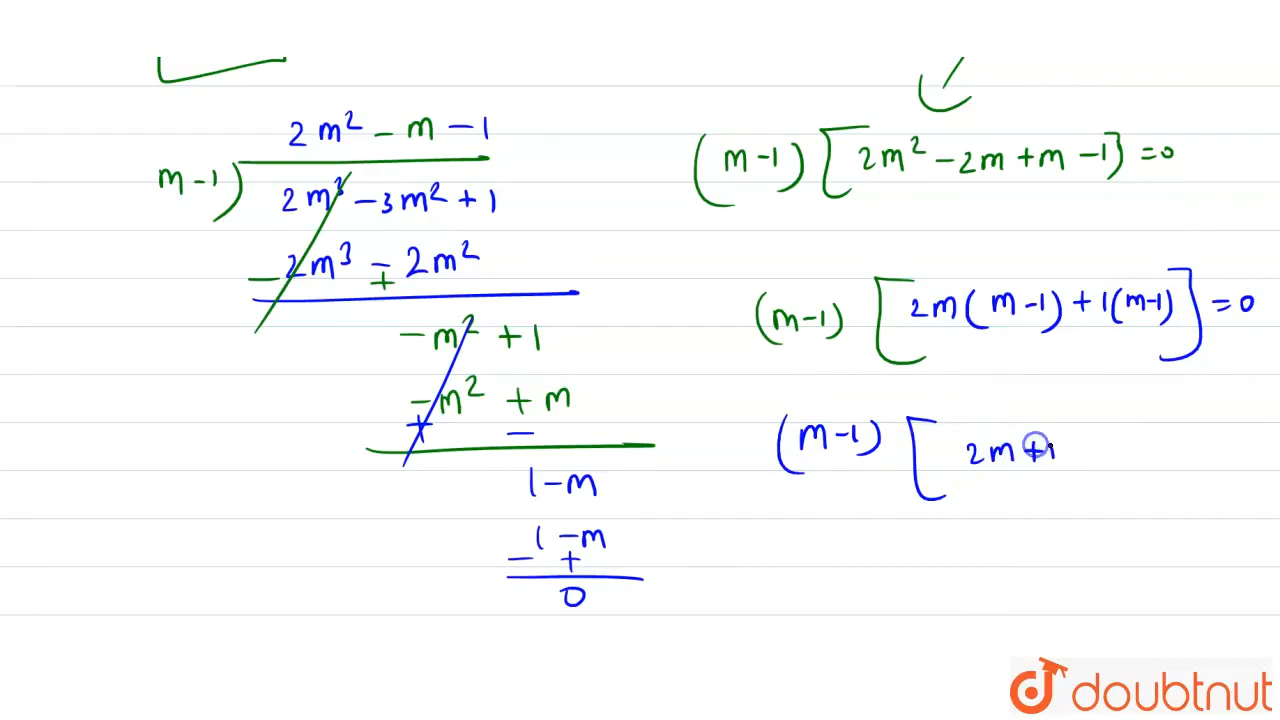 2m² - m - 1
m-1) 2m³ - 3m² + 1
- 2m³ - 2m²
+
- m² + 1
- m² + m
+ -
1 - m
1 - m
- +
0
(m-1) [2m² - 2m + m - 1] = 0
(m-1) [2m(m-1) + 1(m-1)] = 0
(m-1) [2m + 1
doubtnut